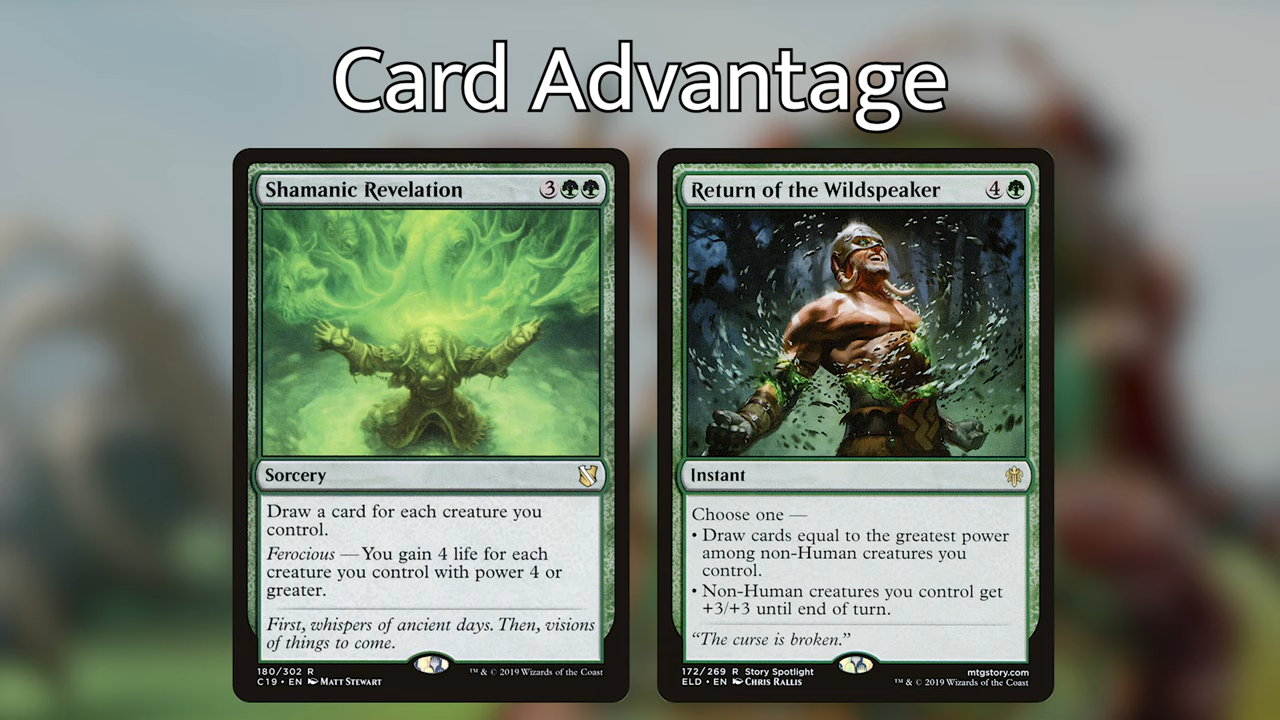 Card Advantage
Shamanic Revelation 3
Sorcery
Draw a card for each creature you
control.
Ferocious — You gain 4 life for each
creature you control with power 4 or
greater.
First, whispers of ancient days. Then, visions
of things to come.
180/302 R
C19 • EN MATT STEWART
™ & © 2019 Wizards of the Coast
Return of the Wildspeaker 4
Instant
Choose one —
• Draw cards equal to the greatest power
among non-Human creatures you
control.
• Non-Human creatures you control get
+3/+3 until end of turn.
“The curse is broken.”
172/269 R Story Spotlight
ELD • EN CHRIS RALLIS
mtgstory.com
™ & © 2019 Wizards of the Coast